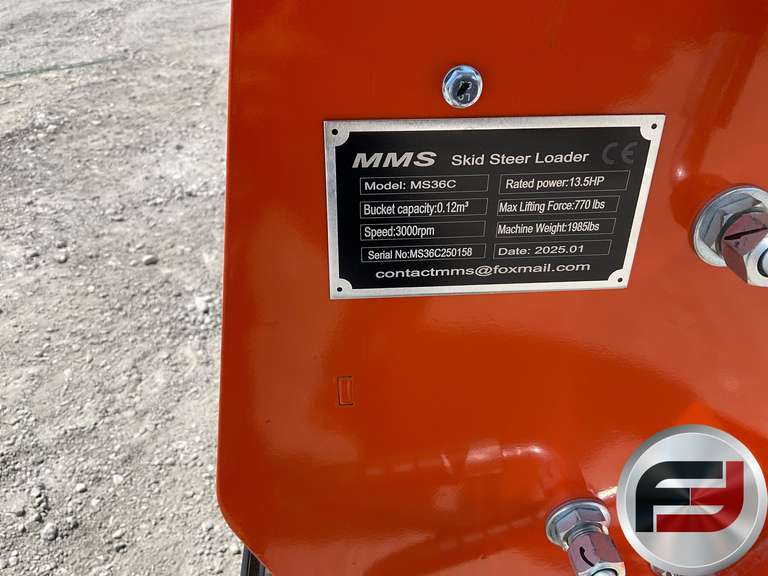 MMS Skid Steer Loader CE
Model: MS36C Rated power:13.5HP
Bucket capacity:0.12m³ Max Lifting Force:770 lbs
Speed:3000rpm Machine Weight:1985lbs
Serial No:MS36C250158 Date: 2025.01
contactmms@foxmail.com